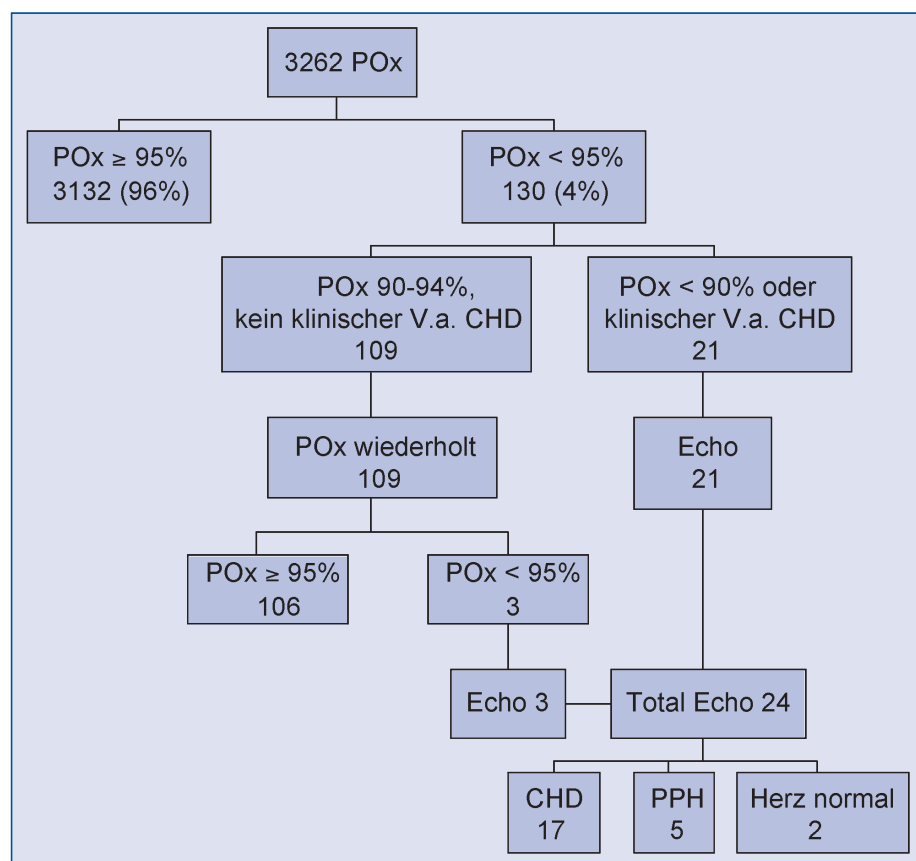 3262 POx
POx ≥ 95%
3132 (96%)
POx < 95%
130 (4%)
POx 90-94%,
kein klinischer V.a. CHD
109
POx < 90% oder
klinischer V.a. CHD
21
POx wiederholt
109
Echo
21
POx ≥ 95%
106
POx < 95%
3
Echo 3
Total Echo 24
CHD
17
PPH
5
Herz normal
2